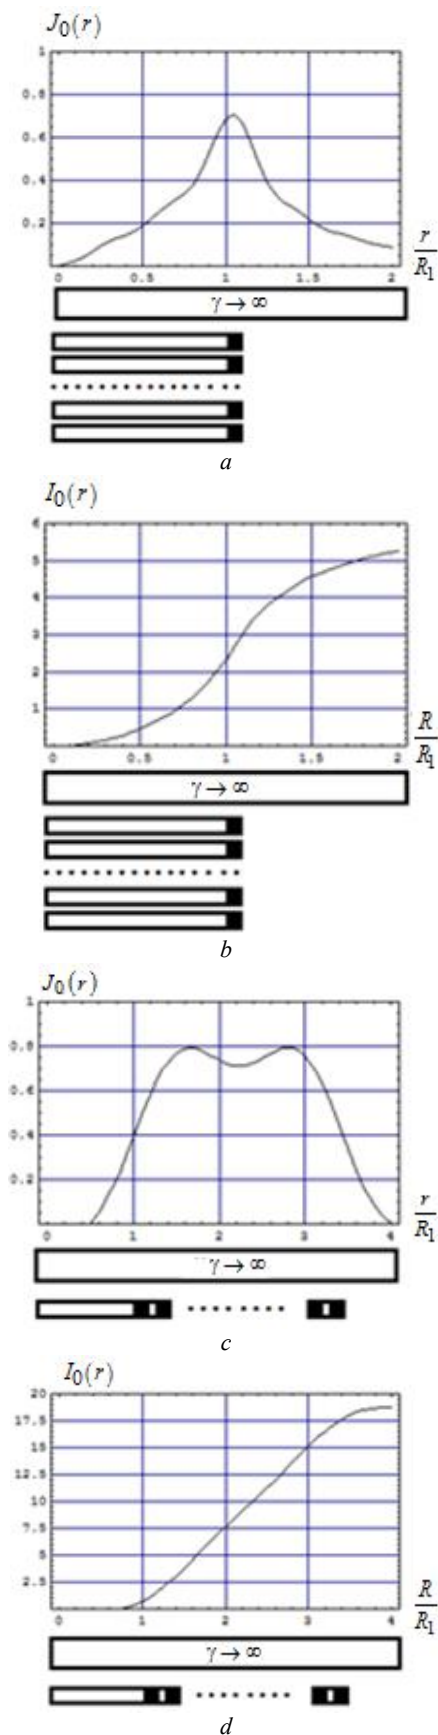 J₀(r)
1
0.8
0.6
0.4
0.2
0 0.5 1 1.5 2
r/R₁
γ → ∞
a
I₀(r)
6
5
4
3
2
1
0 0.5 1 1.5 2
R/R₁
γ → ∞
b
J₀(r)
1
0.8
0.6
0.4
0.2
0 1 2 3 4
r/R₁
γ → ∞
c
I₀(r)
20
17.5
15
12.5
10
7.5
5
2.5
0 1 2 3 4
R/R₁
γ → ∞
d